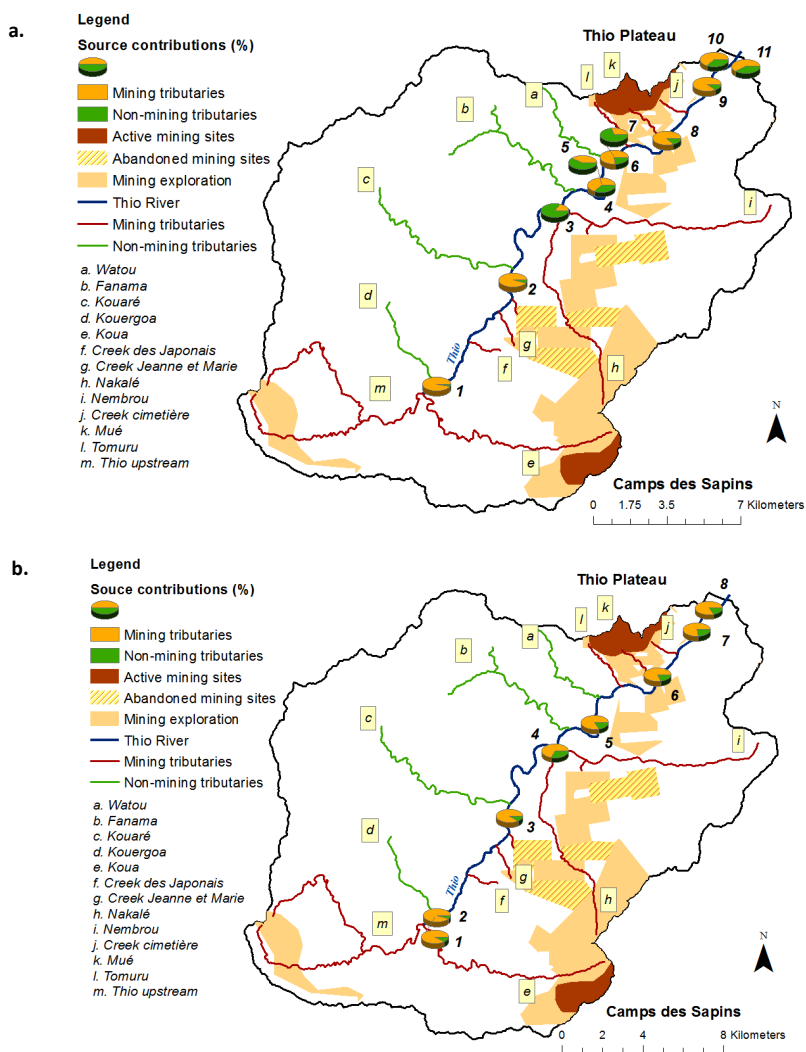 a.
Legend
Source contributions (%)
Mining tributaries
Non-mining tributaries
Active mining sites
Abandoned mining sites
Mining exploration
Thio River
Mining tributaries
Non-mining tributaries
a. Watou
b. Fanama
c. Kouaré
d. Kouergoa
e. Koua
f. Creek des Japonais
g. Creek Jeanne et Marie
h. Nakalé
i. Nembrou
j. Creek cimetière
k. Mué
l. Tomuru
m. Thio upstream
Thio Plateau
10
11
k
l
j
a
9
b
7
8
5
6
c
4
i
3
2
d
Thio
g
f
h
m
1
N
e
Camps des Sapins
0 1.75 3.5 7 Kilometers
b.
Legend
Souce contributions (%)
Mining tributaries
Non-mining tributaries
Active mining sites
Abandoned mining sites
Mining exploration
Thio River
Mining tributaries
Non-mining tributaries
a. Watou
b. Fanama
c. Kouaré
d. Kouergoa
e. Koua
f. Creek des Japonais
g. Creek Jeanne et Marie
h. Nakalé
i. Nembrou
j. Creek cimetière
k. Mué
l. Tomuru
m. Thio upstream
Thio Plateau
8
k
l
j
a
7
b
6
c
4
5
i
3
d
Thio
g
f
h
2
m
1
N
e
Camps des Sapins
0 2 4 8 Kilometers